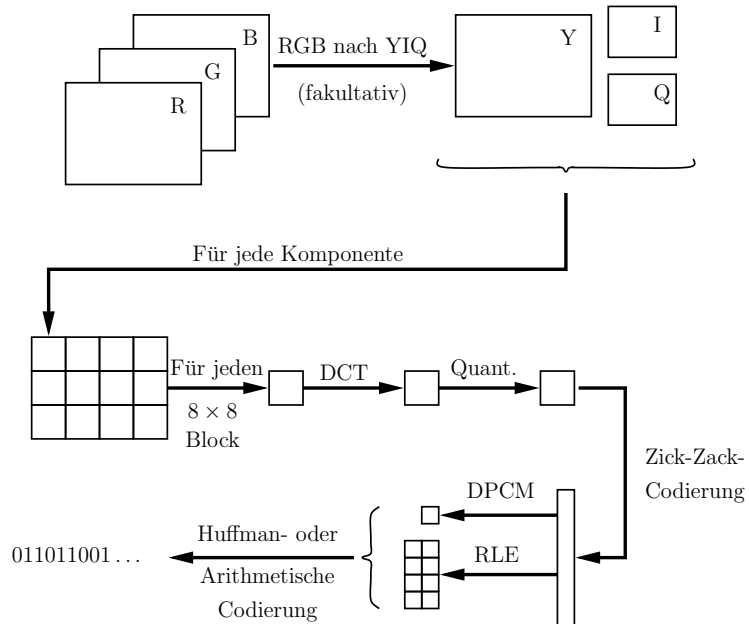 B
G
R
RGB nach YIQ
(fakultativ)
Y
I
Q
Für jede Komponente
Für jeden
8 × 8
Block
DCT
Quant.
Zick-Zack-
Codierung
DPCM
RLE
Huffman- oder
Arithmetische
Codierung
011011001...